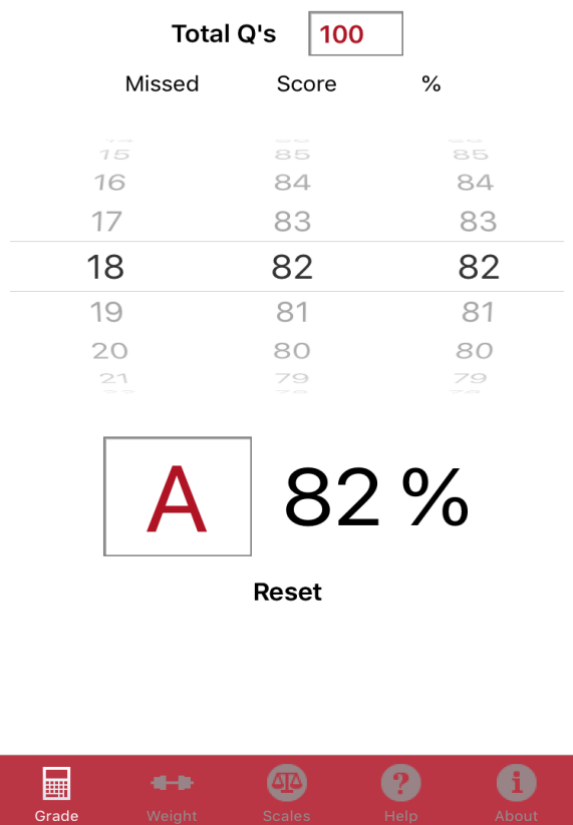 Total Q's 100
Missed Score % 
15 85 85
16 84 84
17 83 83
18 82 82
19 81 81
20 80 80
21 79 79
A 82 %
Reset
Grade Weight Scales Help About